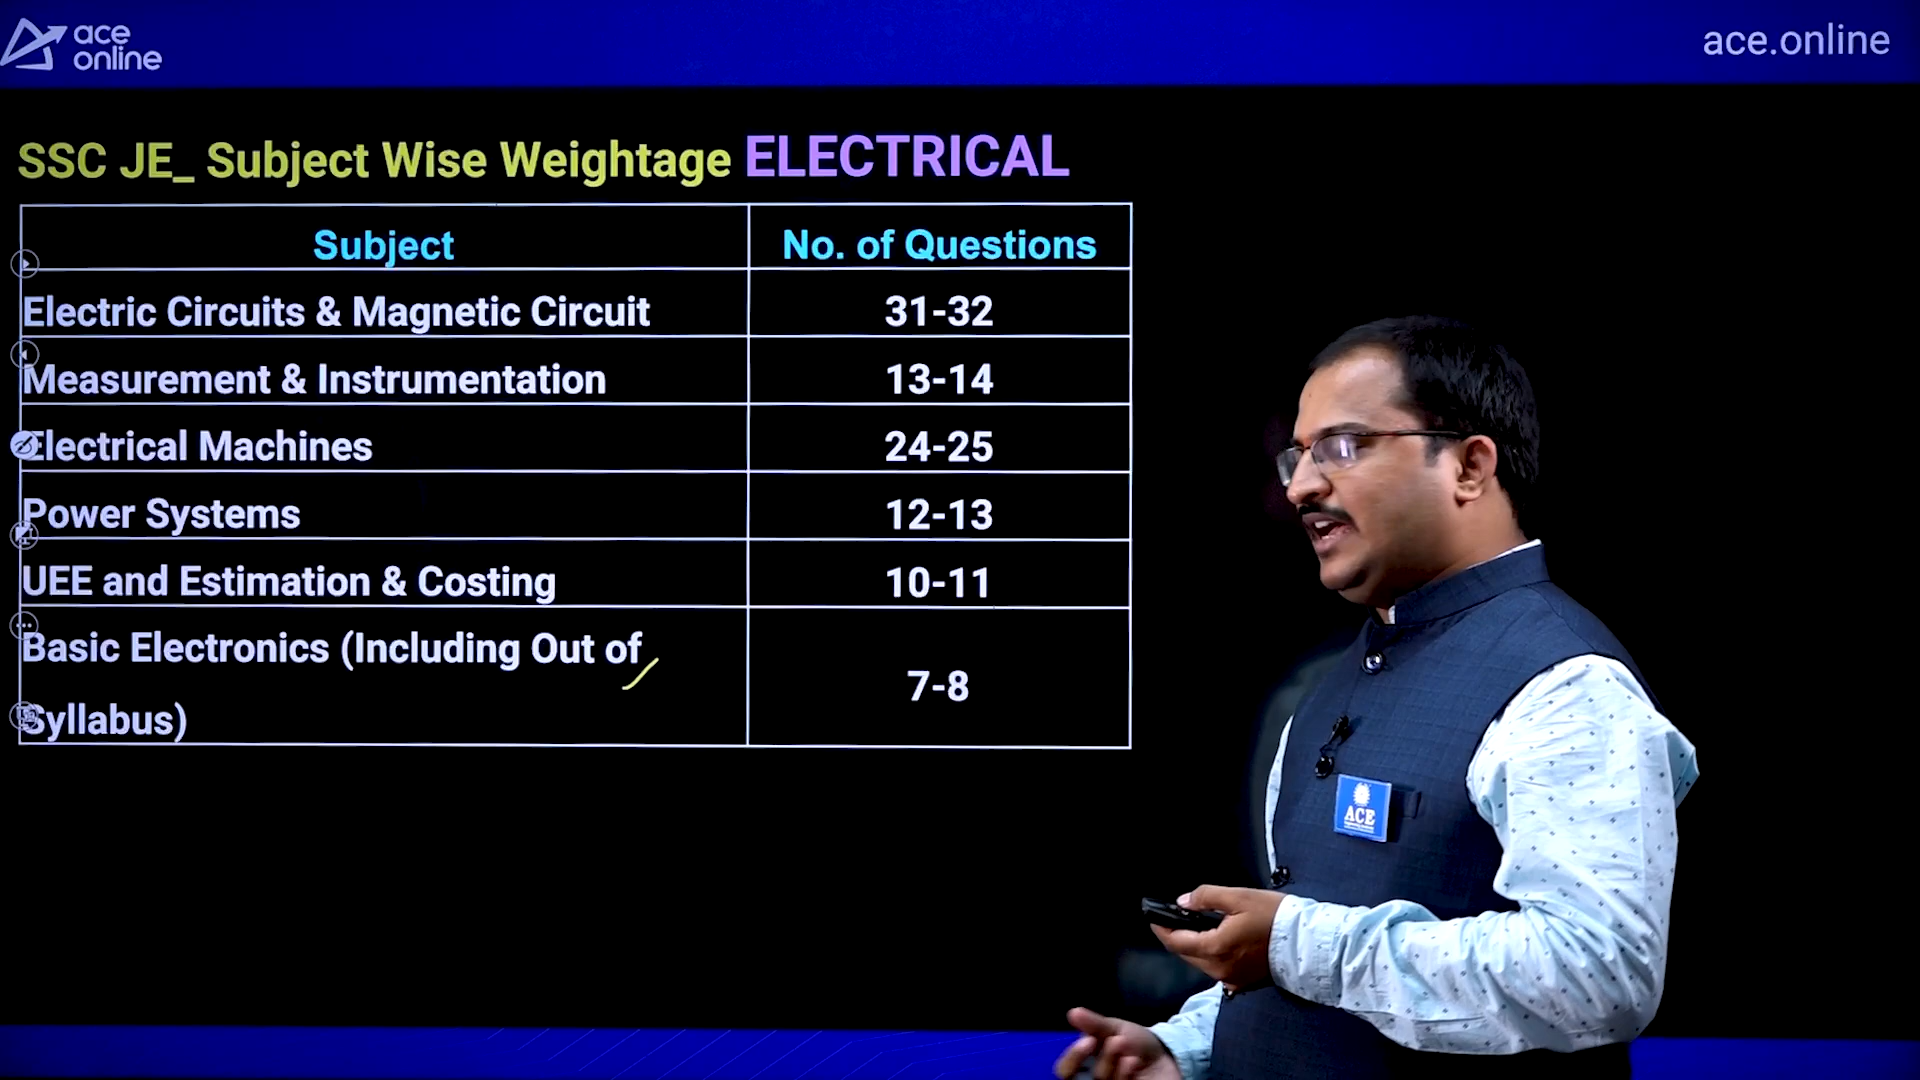 ace
online
ace.online
SSC JE_ Subject Wise Weightage ELECTRICAL
Subject No. of Questions
Electric Circuits & Magnetic Circuit 31-32
Measurement & Instrumentation 13-14
Electrical Machines 24-25
Power Systems 12-13
UEE and Estimation & Costing 10-11
Basic Electronics (Including Out of
Syllabus) 7-8
ACE